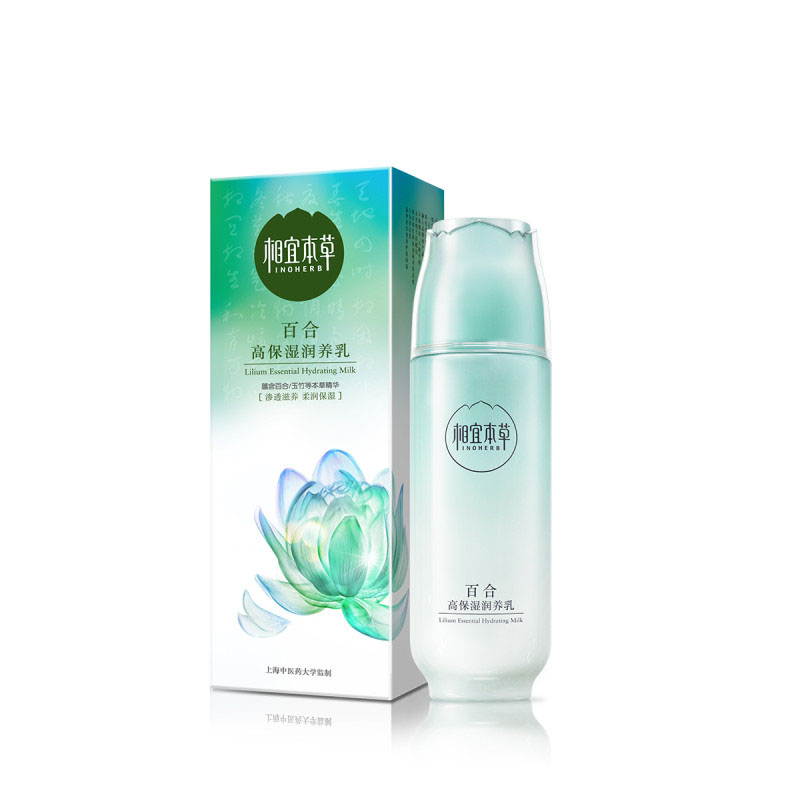 相宜本草
INOHERB
百合
高保湿润养乳
Lilium Essential Hydrating Milk
蕴含百合/玉竹等本草精华
[ 渗透滋养 柔润保湿 ]
上海中医药大学监制
相宜本草
INOHERB
百合
高保湿润养乳
Lilium Essential Hydrating Milk